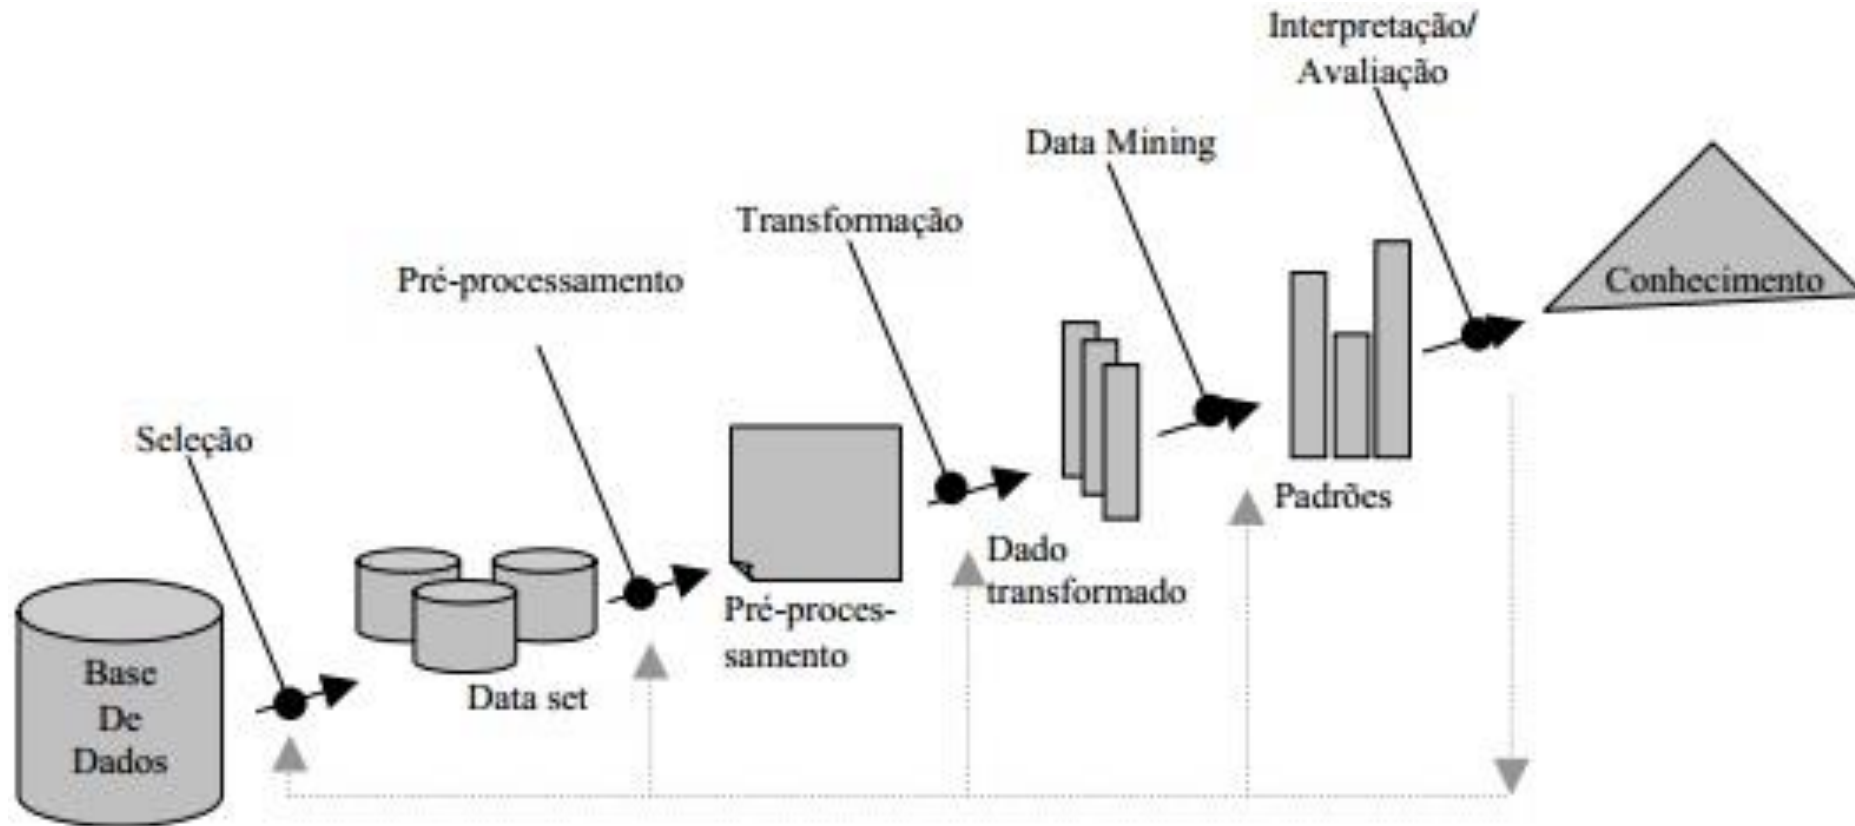 Interpretação/
Avaliação
Data Mining
Transformação
Pré-processamento
Seleção
Base
De
Dados
Data set
Pré-proces-
samento
Dado
transformado
Padrões
Conhecimento